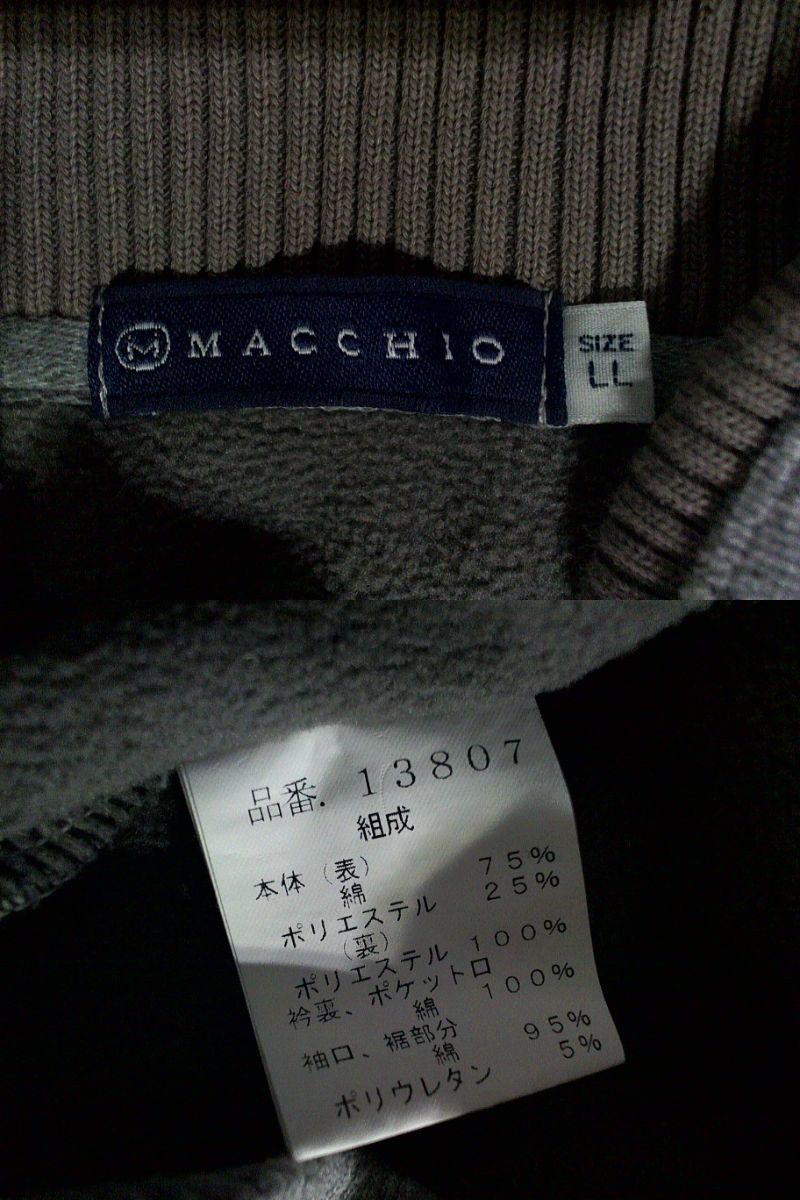 M MACCHIO
SIZE
LL
品番. 13807
組成
本体 (表)
綿 75%
ポリエステル 25%
(裏)
ポリエステル 100%
衿裏、ポケット口
綿 100%
袖口、裾部分
綿 95%
ポリウレタン 5%